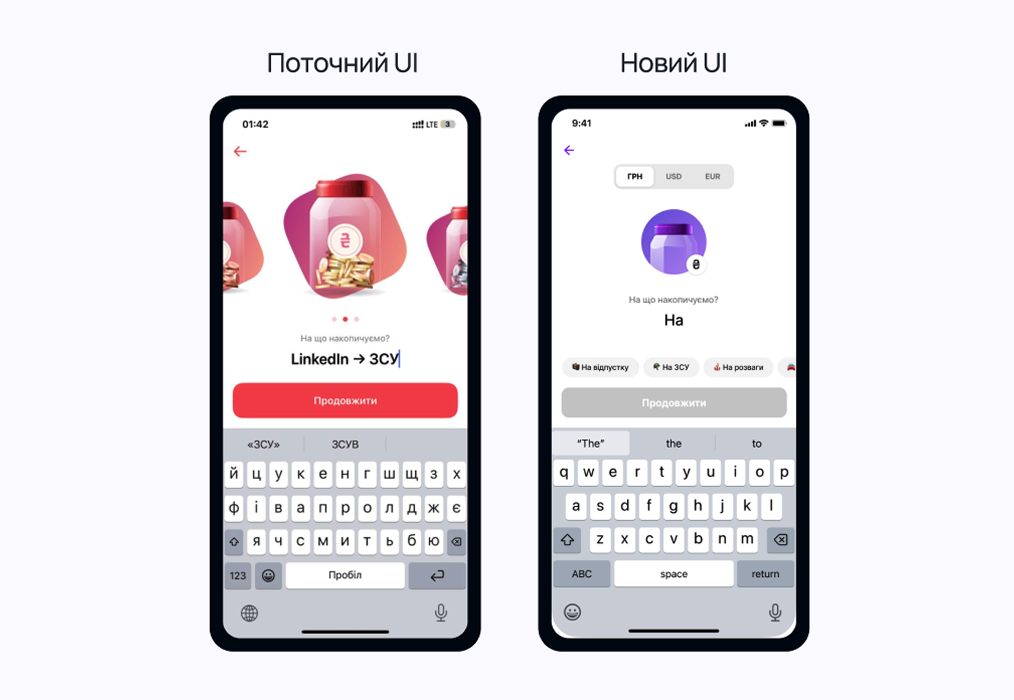 Поточний UI
Новий UI
01:42
LTE 3
На що накопичуємо?
LinkedIn → ЗСУ
Продовжити
«ЗСУ» ЗСУВ
й ц у к е н г ш щ з х
ф і в а п р о л д ж є
я ч с м и т ь б ю
123 Пробіл
9:41
ГРН USD EUR
₴
На що накопичуємо?
На
На відпустку На ЗСУ На розваги
Продовжити
“The” the to
q w e r t y u i o p
a s d f g h j k l
z x c v b n m
ABC space return